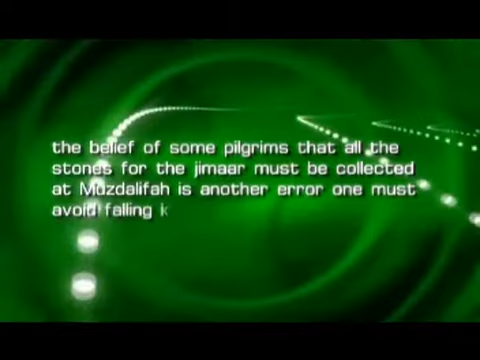 the belief of some pilgrims that all the
stones for the jimaar must be collected
at Muzdalifah is another error one must
avoid falling k